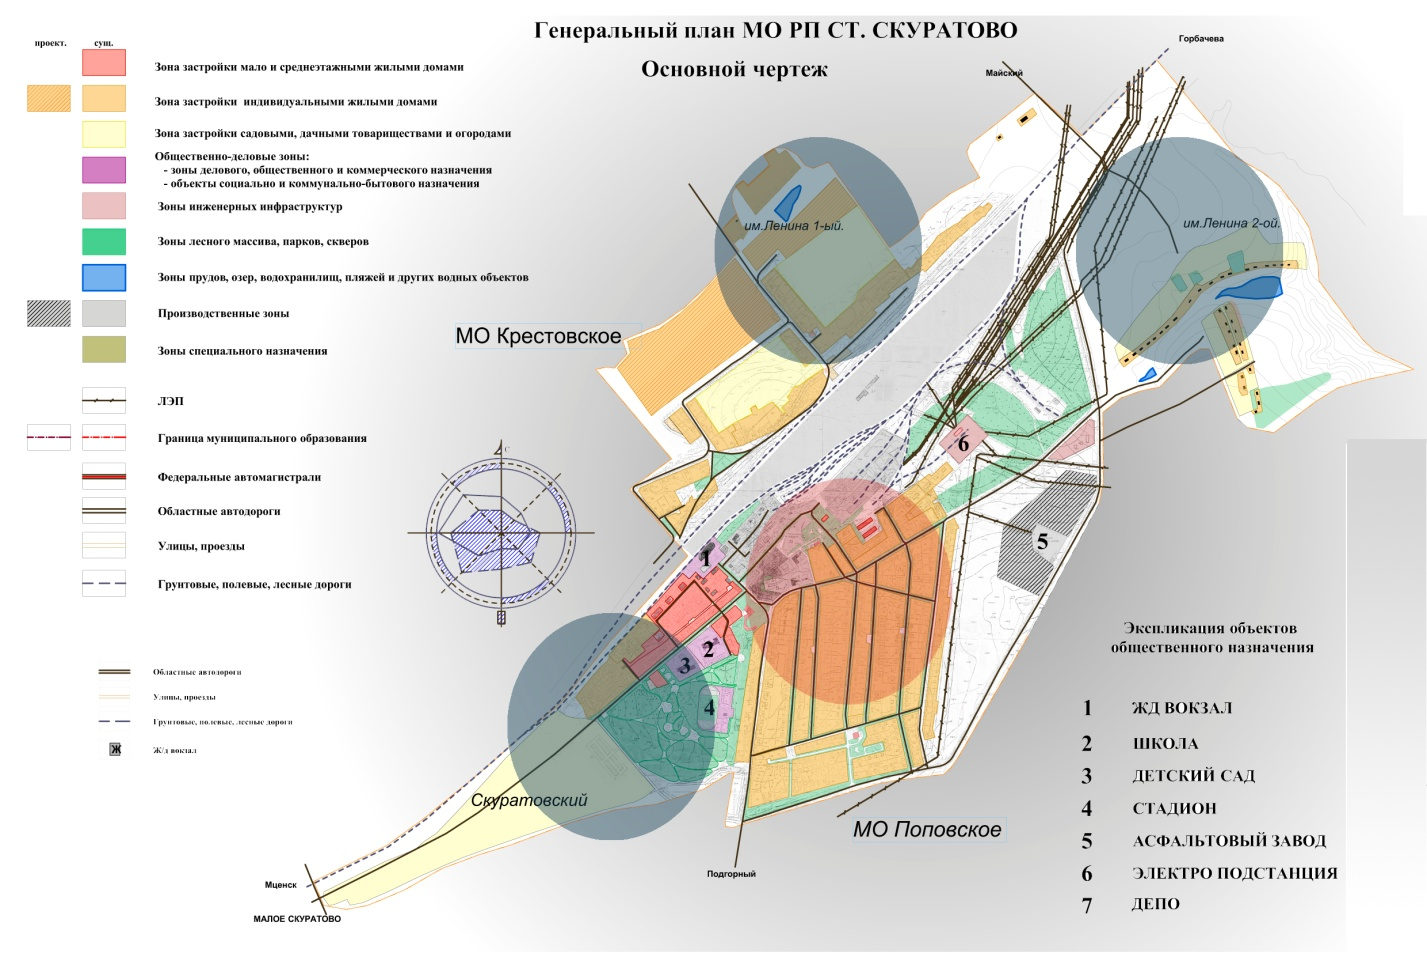 Генеральный план МО РП СТ. СКУРАТОВО
Основной чертеж
проект. сущ.
Зона застройки мало и среднеэтажными жилыми домами
Зона застройки индивидуальными жилыми домами
Зона застройки садовыми, дачными товариществами и огородами
Общественно-деловые зоны:
- зоны делового, общественного и коммерческого назначения
- объекты социально и коммунально-бытового назначения
Зоны инженерных инфраструктур
Зоны лесного массива, парков, скверов
Зоны прудов, озер, водохранилищ, пляжей и других водных объектов
Производственные зоны
Зоны специального назначения
ЛЭП
Граница муниципального образования
Федеральные автомагистрали
Областные автодороги
Улицы, проезды
Грунтовые, полевые, лесные дороги
Областные автодороги
Улицы, проезды
Грунтовые, полевые, лесные дороги
Ж
Ж/д вокзал
С
Горбачева
Майский
им.Ленина 1-ый.
им.Ленина 2-ой.
МО Крестовское
6
5
1
2
3
4
Скуратовский
МО Поповское
Подгорный
Мценск
МАЛОЕ СКУРАТОВО
Экспликация объектов
общественного назначения
1 ЖД ВОКЗАЛ
2 ШКОЛА
3 ДЕТСКИЙ САД
4 СТАДИОН
5 АСФАЛЬТОВЫЙ ЗАВОД
6 ЭЛЕКТРО ПОДСТАНЦИЯ
7 ДЕПО